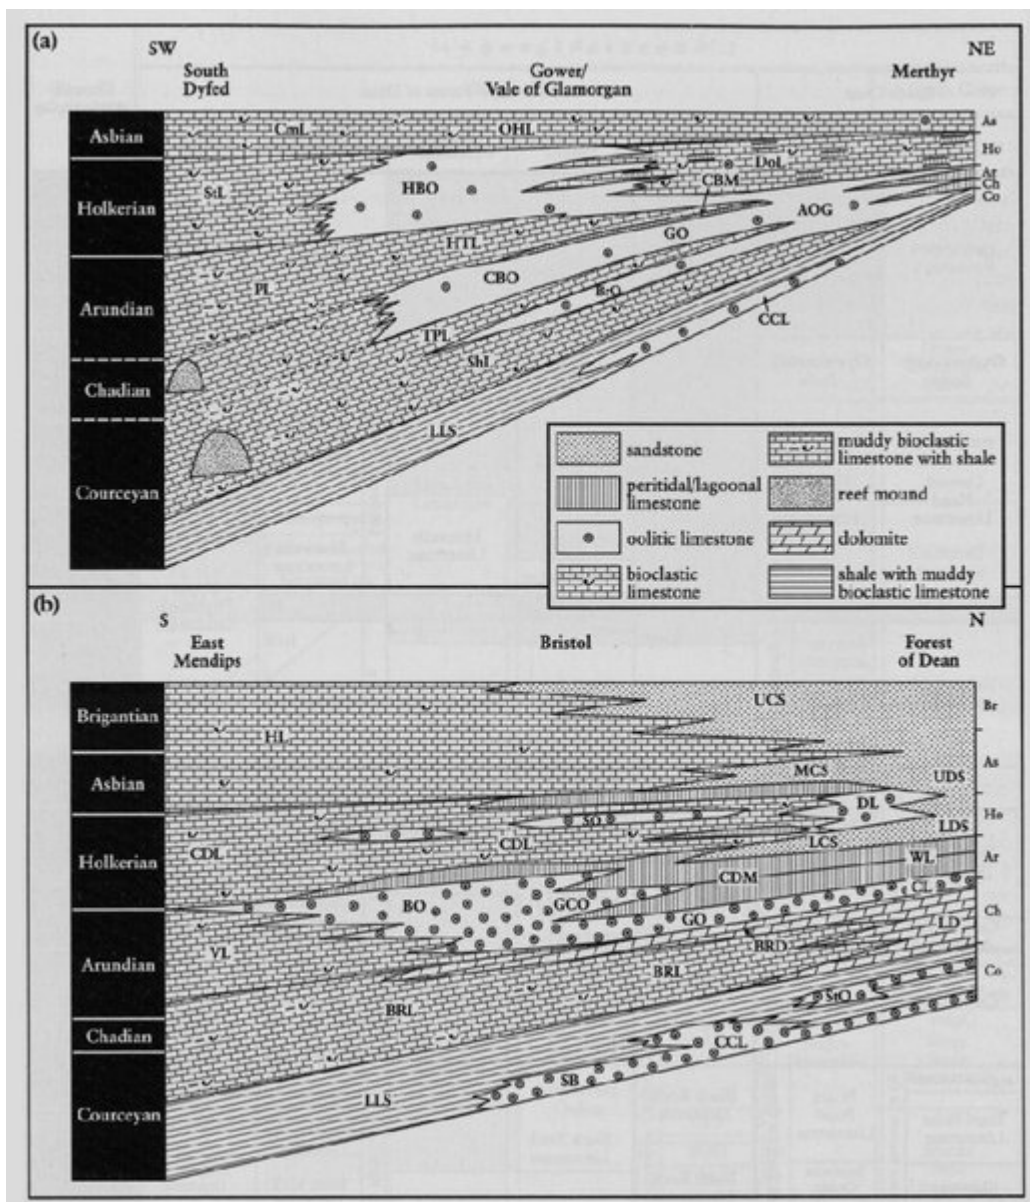 (a)
SW NE
South Dyfed
Gower/ Vale of Glamorgan
Merthyr
Asbian
CmL OHL As
Ho
StL HBO DoL
CBM
Ar
Ch
Co
Holkerian
AOG
HTL GO
PL CBO
BrO
Arundian
CCL
TPL
ShL
Chadian
LLS
Courceyan
sandstone
peritidal/lagoonal limestone
oolitic limestone
bioclastic limestone
muddy bioclastic limestone with shale
reef mound
dolomite
shale with muddy bioclastic limestone
(b)
S N
East Mendips
Bristol
Forest of Dean
Brigantian
UCS Br
HL
As
Asbian
MCS UDS
DL
SO Ho
Holkerian
CDL CDL LCS LDS
WL Ar
CDM
CL
BO GCO GO Ch
LD
VL BRD
Arundian
BRL Co
BRL StO
Chadian
CCL
SB
LLS
Courceyan